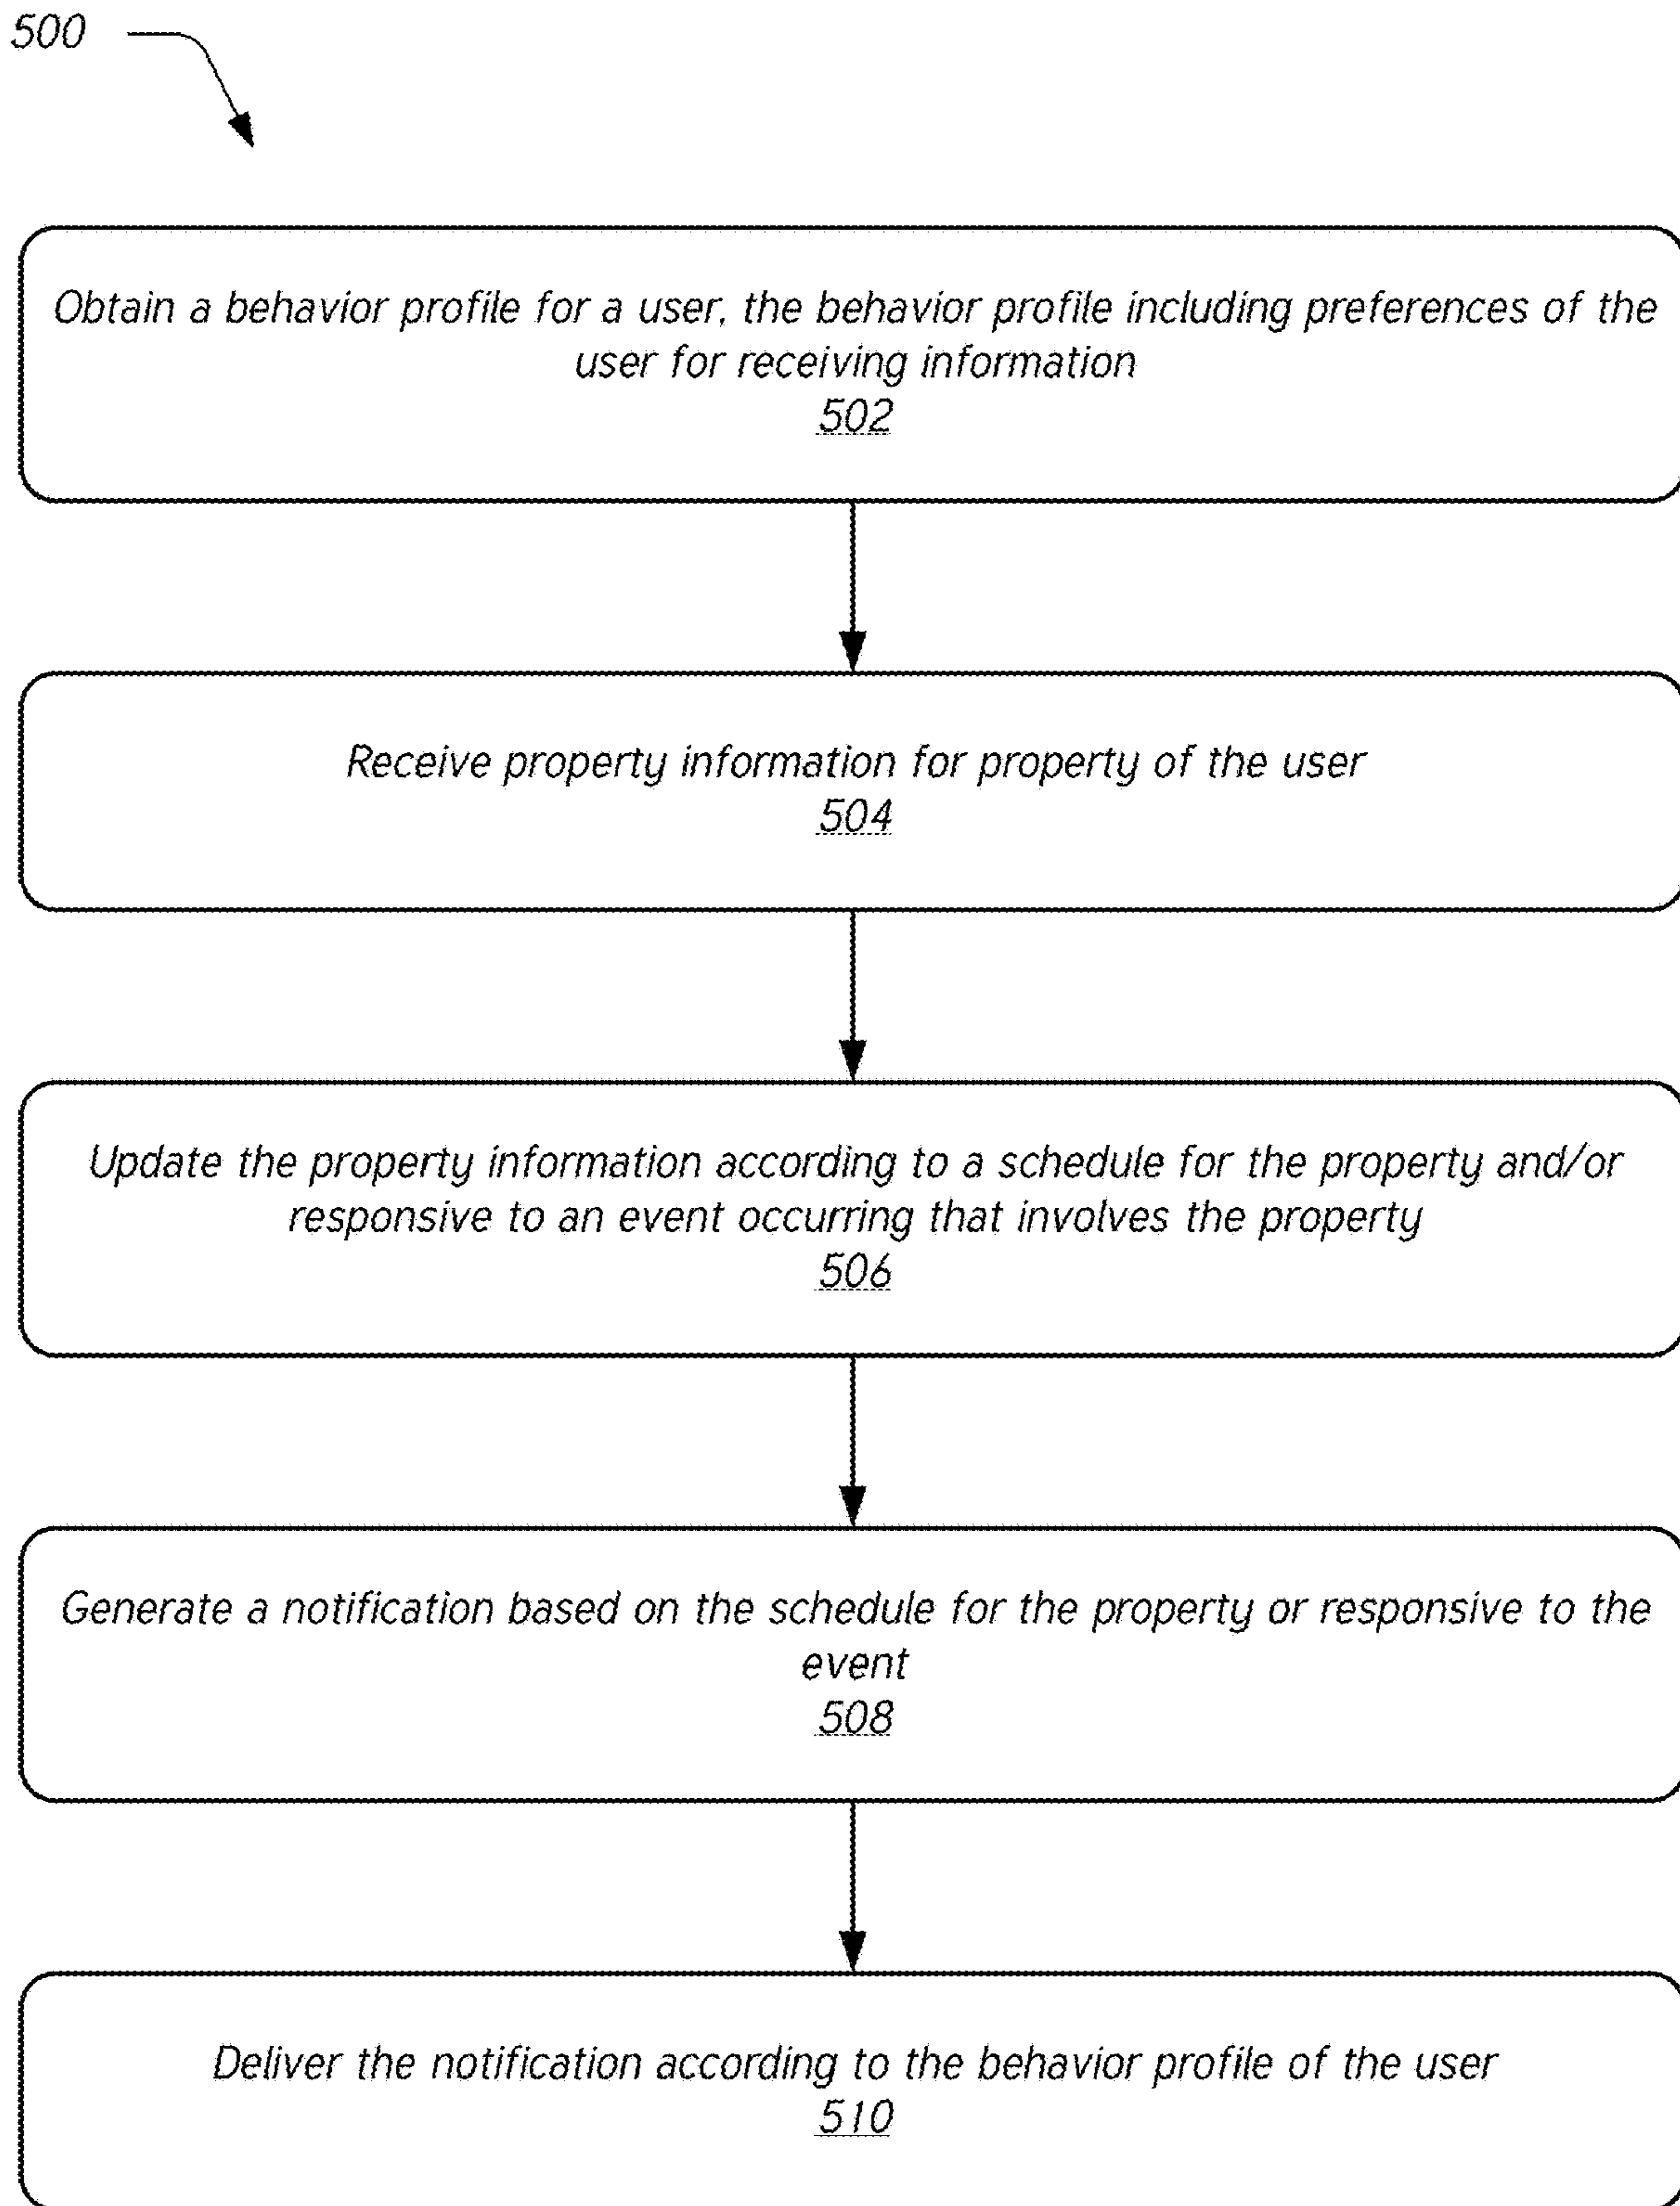 500
Obtain a behavior profile for a user, the behavior profile including preferences of the
user for receiving information
502
Receive property information for property of the user
504
Update the property information according to a schedule for the property and/or
responsive to an event occurring that involves the property
506
Generate a notification based on the schedule for the property or responsive to the
event
508
Deliver the notification according to the behavior profile of the user
510